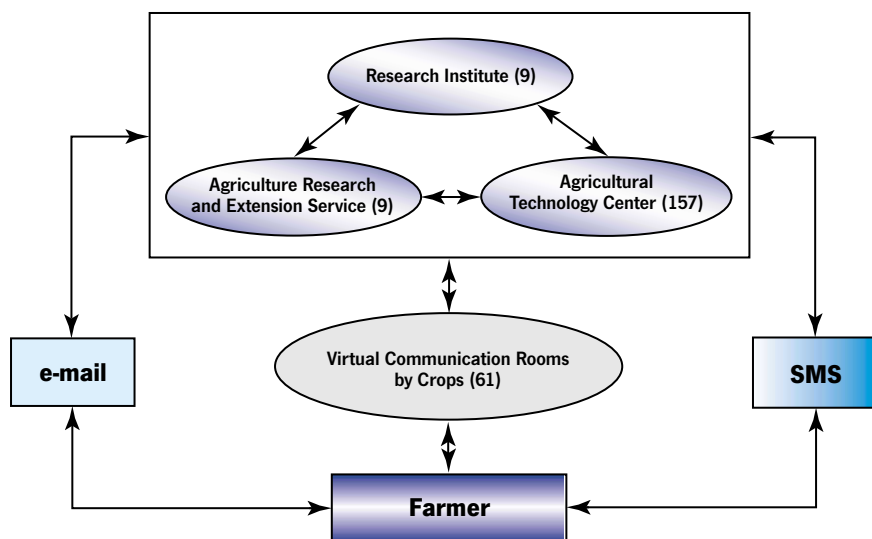 Research Institute (9)
Agriculture Research
and Extension Service (9)
Agricultural
Technology Center (157)
e-mail
Virtual Communication Rooms
by Crops (61)
SMS
Farmer